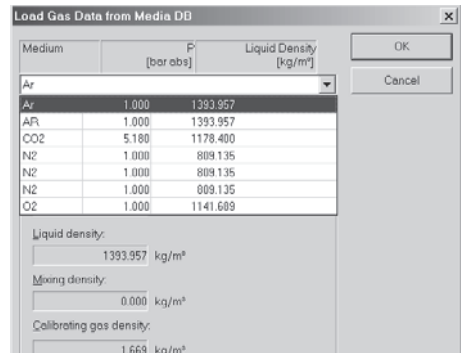 Load Gas Data from Media DB
Medium P Liquid Density
[bar abs] [kg/m³]
OK
Cancel
Ar
Ar 1.000 1393.957
AR 1.000 1393.957
CO2 5.180 1178.400
N2 1.000 809.135
N2 1.000 809.135
N2 1.000 809.135
O2 1.000 1141.689
Liquid density:
1393.957 kg/m³
Mixing density:
0.000 kg/m³
Calibrating gas density:
1.669 kg/m³